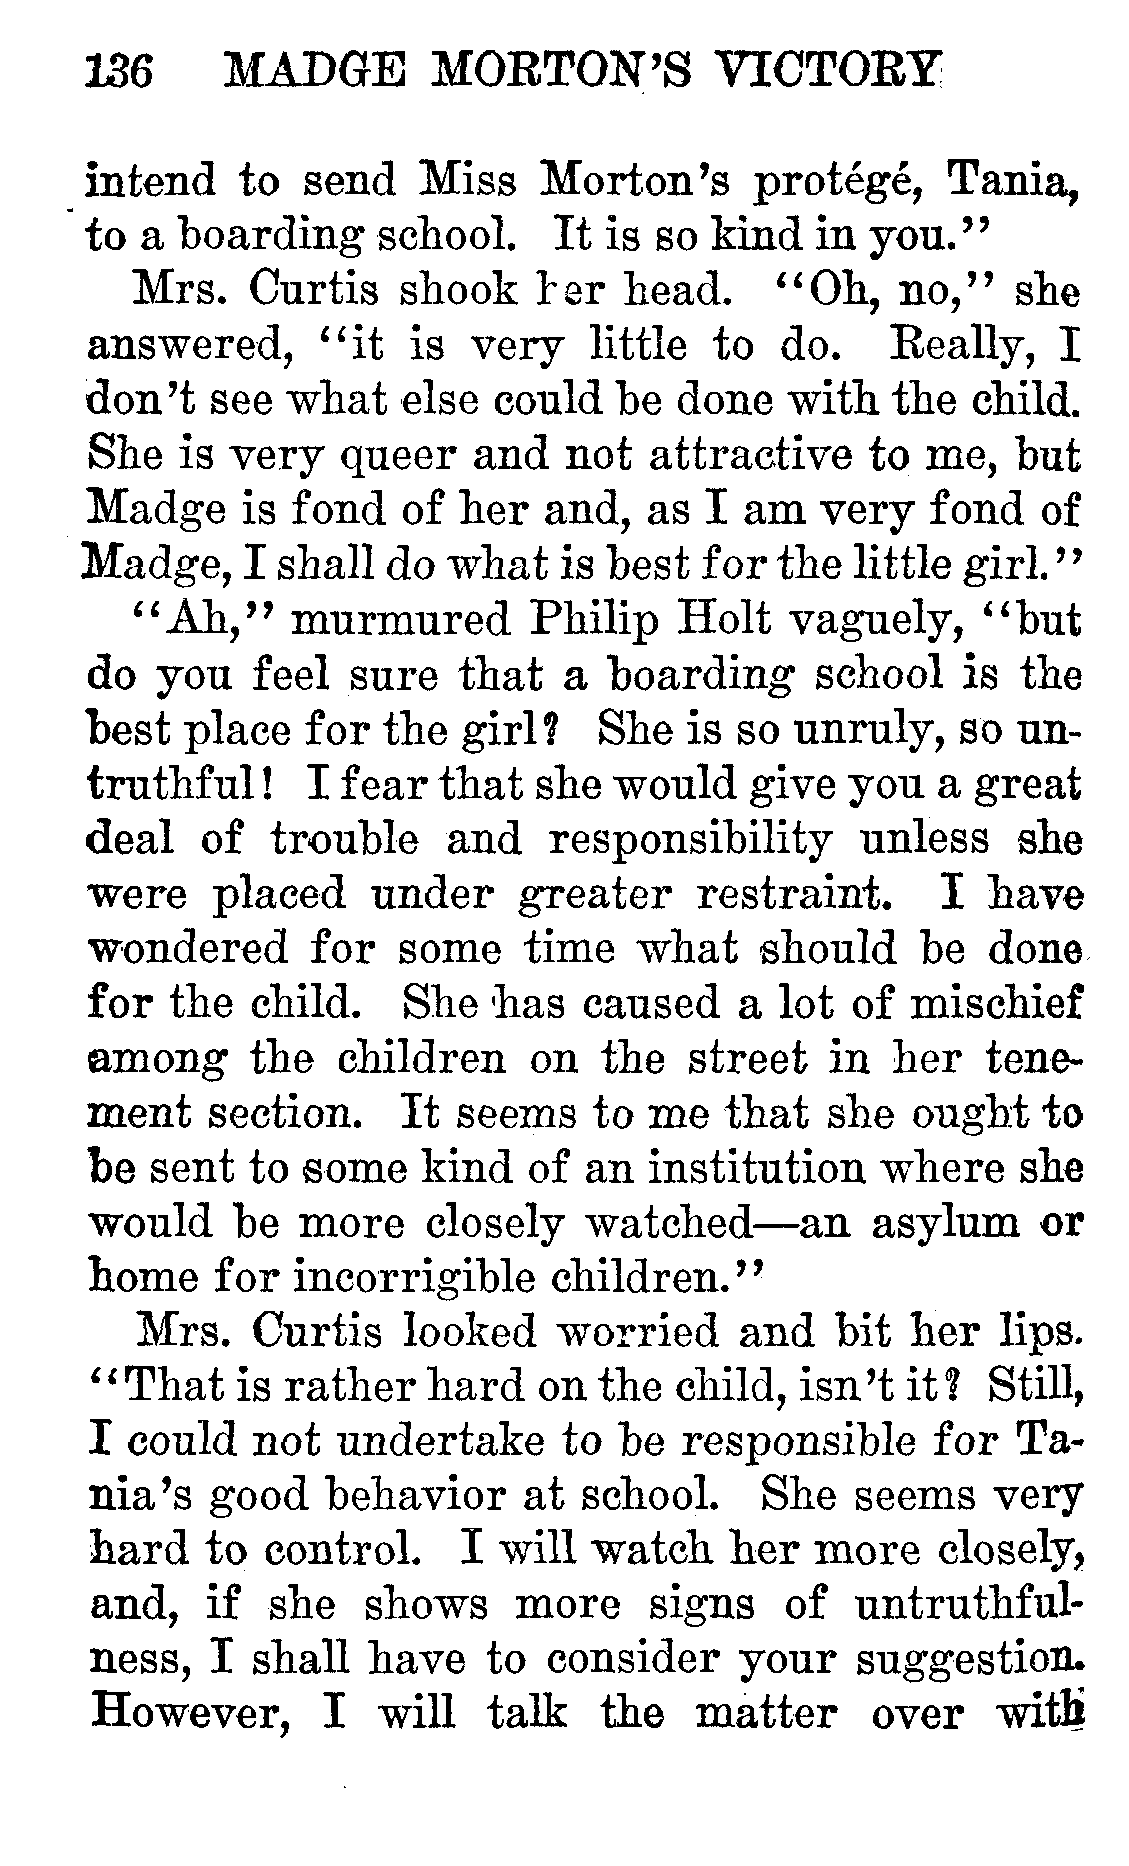 136 MADGE MORTON'S VICTORY
intend to send Miss Morton's protégé, Tania,
to a boarding school. It is so kind in you."
Mrs. Curtis shook her head. "Oh, no," she
answered, "it is very little to do. Really, I
don't see what else could be done with the child.
She is very queer and not attractive to me, but
Madge is fond of her and, as I am very fond of
Madge, I shall do what is best for the little girl."
"Ah," murmured Philip Holt vaguely, "but
do you feel sure that a boarding school is the
best place for the girl? She is so unruly, so un-
truthful! I fear that she would give you a great
deal of trouble and responsibility unless she
were placed under greater restraint. I have
wondered for some time what should be done
for the child. She has caused a lot of mischief
among the children on the street in her tene-
ment section. It seems to me that she ought to
be sent to some kind of an institution where she
would be more closely watched—an asylum or
home for incorrigible children."
Mrs. Curtis looked worried and bit her lips.
"That is rather hard on the child, isn't it? Still,
I could not undertake to be responsible for Ta-
nia's good behavior at school. She seems very
hard to control. I will watch her more closely,
and, if she shows more signs of untruthful-
ness, I shall have to consider your suggestion.
However, I will talk the matter over with